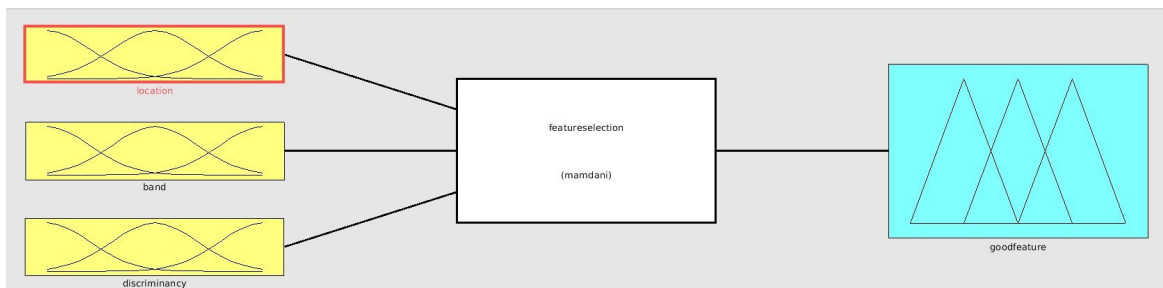 location
band
discriminancy
featureselection
(mamdani)
goodfeature